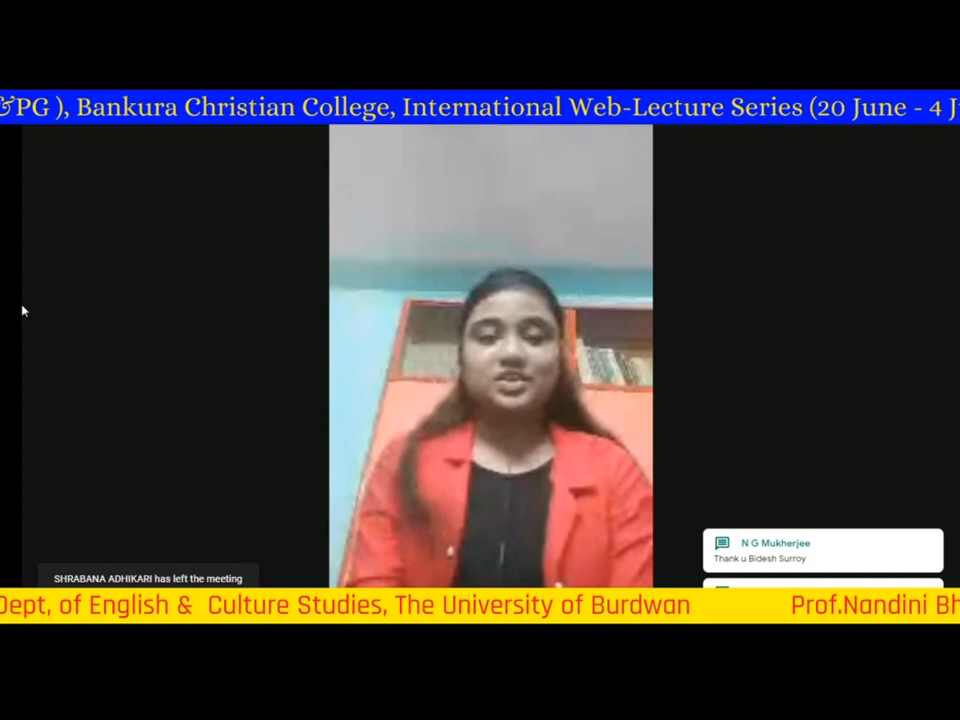 &PG ), Bankura Christian College, International Web-Lecture Series (20 June - 4 J
N G Mukherjee
Thank u Bidesh Surroy
SHRABANA ADHIKARI has left the meeting
Dept, of English & Culture Studies, The University of Burdwan Prof.Nandini Bh